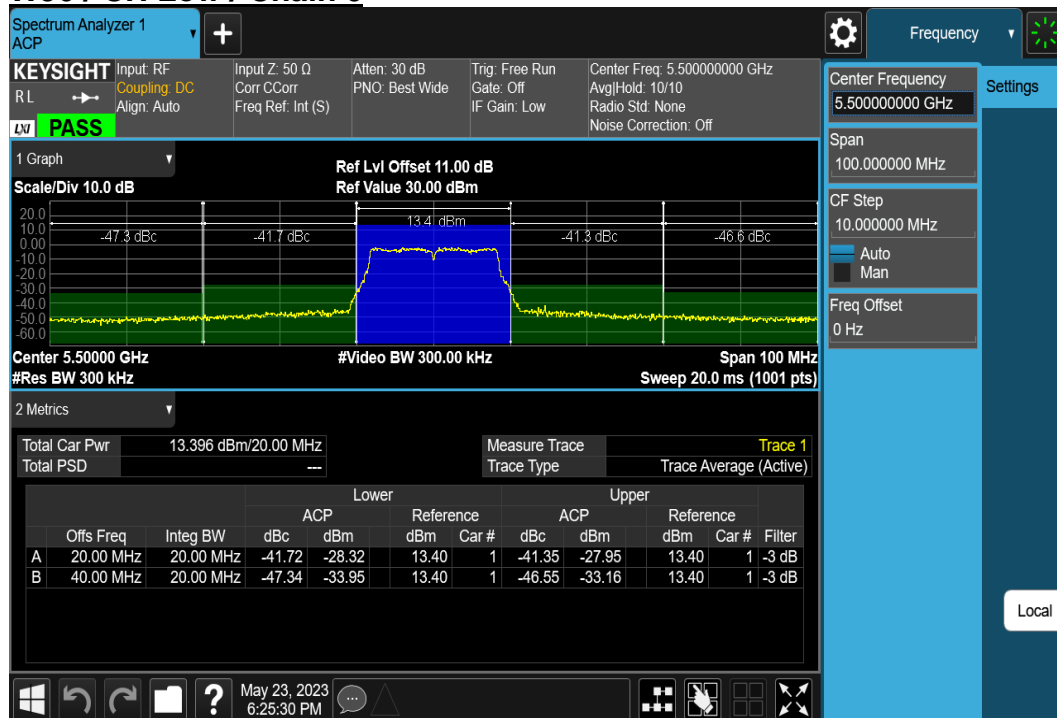 Spectrum Analyzer 1
ACP
Frequency
KEYSIGHT
RL
LXI PASS
Input: RF
Coupling: DC
Align: Auto
Input Z: 50 Ω
Corr CCorr
Freq Ref: Int (S)
Atten: 30 dB
PNO: Best Wide
Trig: Free Run
Gate: Off
IF Gain: Low
Center Freq: 5.500000000 GHz
Avg|Hold: 10/10
Radio Std: None
Noise Correction: Off
Center Frequency
5.500000000 GHz
Settings
Span
100.000000 MHz
CF Step
10.000000 MHz
Auto
Man
Freq Offset
0 Hz
1 Graph
Scale/Div 10.0 dB
Ref Lvl Offset 11.00 dB
Ref Value 30.00 dBm
20.0
10.0
0.00
-10.0
-20.0
-30.0
-40.0
-50.0
-60.0
-47.3 dBc
-41.7 dBc
13.4 dBm
-41.3 dBc
-46.6 dBc
Center 5.50000 GHz
#Video BW 300.00 kHz
Span 100 MHz
#Res BW 300 kHz
Sweep 20.0 ms (1001 pts)
2 Metrics
Total Car Pwr 13.396 dBm/20.00 MHz
Total PSD ---
Measure Trace Trace 1
Trace Type Trace Average (Active)
Lower Upper
ACP Reference ACP Reference
Offs Freq Integ BW dBc dBm dBm Car # dBc dBm dBm Car # Filter
A 20.00 MHz 20.00 MHz -41.72 -28.32 13.40 1 -41.35 -27.95 13.40 1 -3 dB
B 40.00 MHz 20.00 MHz -47.34 -33.95 13.40 1 -46.55 -33.16 13.40 1 -3 dB
Local
?
May 23, 2023
6:25:30 PM